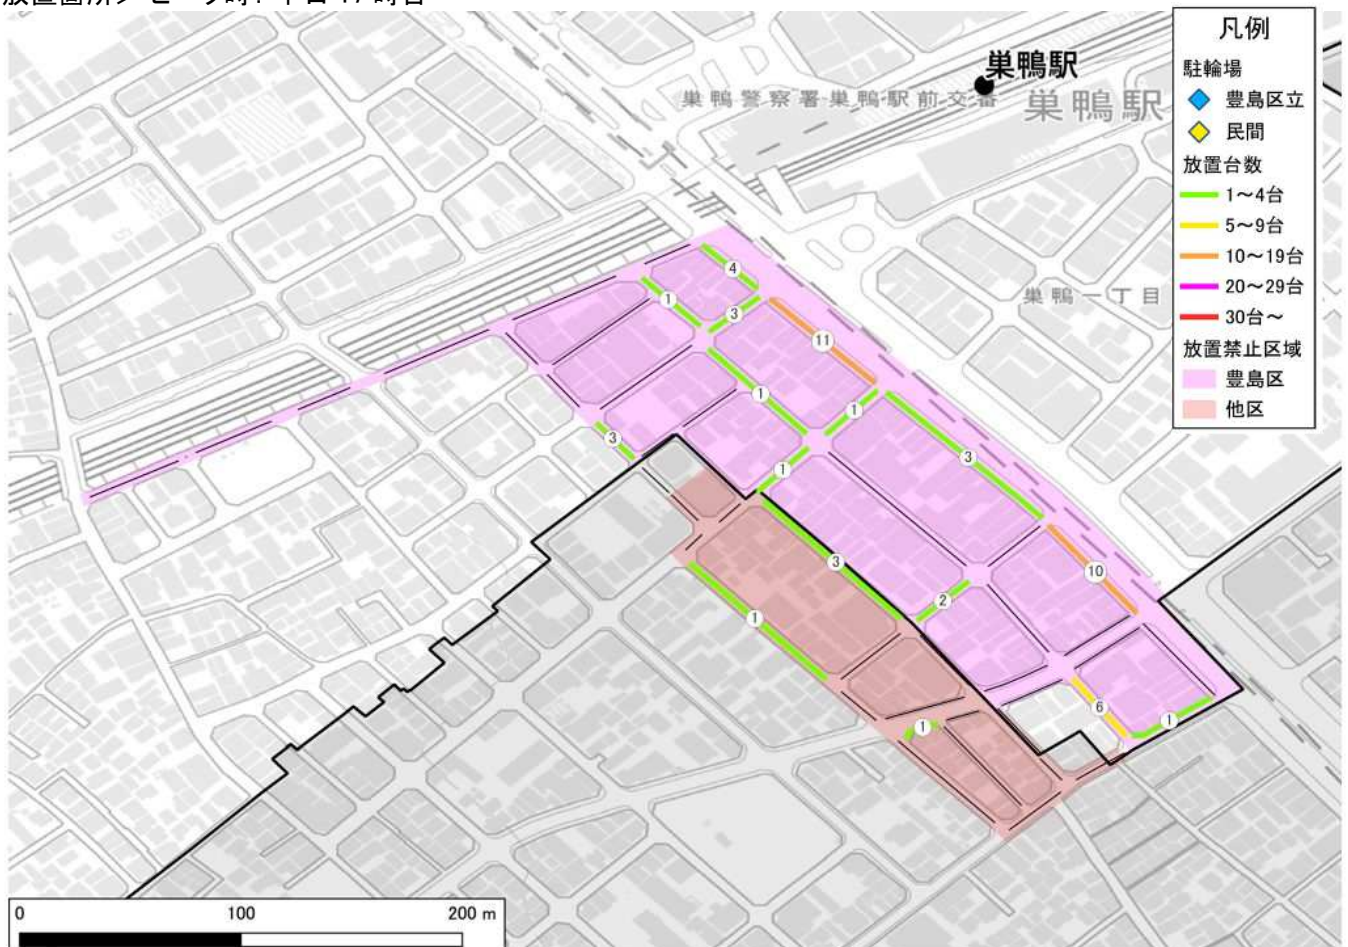 巣鴨駅
巣鴨警察署巣鴨駅前交番
巣鴨駅
巣鴨一丁目
凡例
駐輪場
豊島区立
民間
放置台数
1～4台
5～9台
10～19台
20～29台
30台～
放置禁止区域
豊島区
他区
4
1
3
11
1
1
3
3
1
3
10
2
1
6
1
1
0 100 200 m